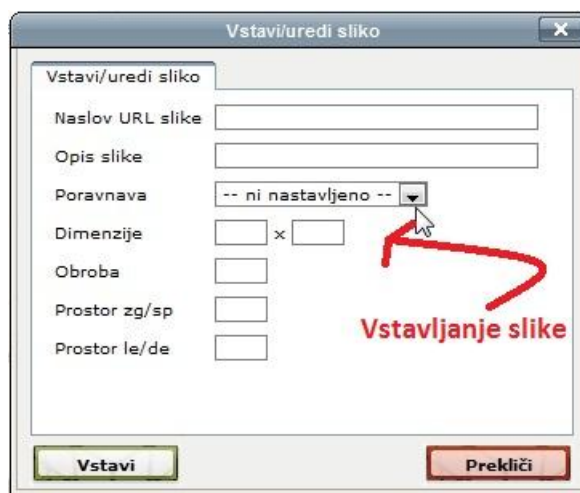 Vstavi/uredi sliko
Vstavi/uredi sliko
Naslov URL slike
Opis slike
Poravnava
-- ni nastavljeno --
Dimenzije
x
Obroba
Prostor zg/sp
Vstavljanje slike
Prostor le/de
Vstavi
Prekliči